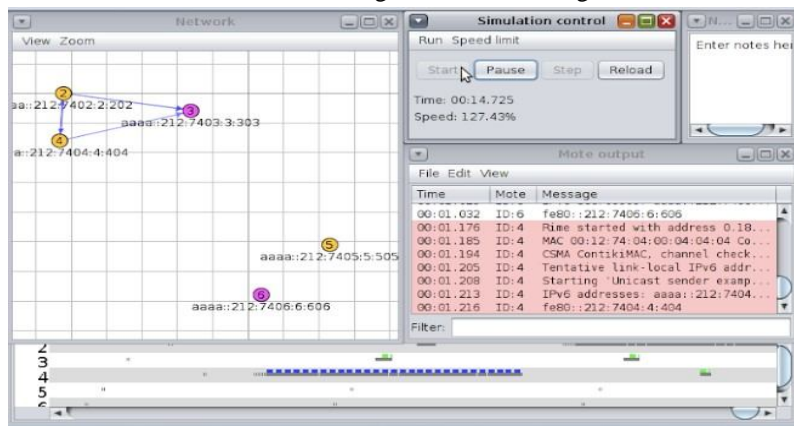 Network
View Zoom
2
aa::212:7402:2:202
3
aaaa::212:7403:3:303
4
a::212:7404:4:404
5
aaaa::212:7405:5:505
6
aaaa::212:7406:6:606
Simulation control
Run Speed limit
Start Pause Step Reload
Time: 00:14.725
Speed: 127.43%
N...
Enter notes her
Mote output
File Edit View
Time Mote Message
00:01.032 ID:6 fe80::212:7406:6:606
00:01.176 ID:4 Rime started with address 0.18...
00:01.185 ID:4 MAC 00:12:74:04:00:04:04:04 Co...
00:01.194 ID:4 CSMA ContikiMAC, channel check...
00:01.205 ID:4 Tentative link-local IPv6 addr...
00:01.208 ID:4 Starting 'Unicast sender examp...
00:01.213 ID:4 IPv6 addresses: aaaa::212:7404...
00:01.216 ID:4 fe80::212:7404:4:404
Filter:
2
3
4
5